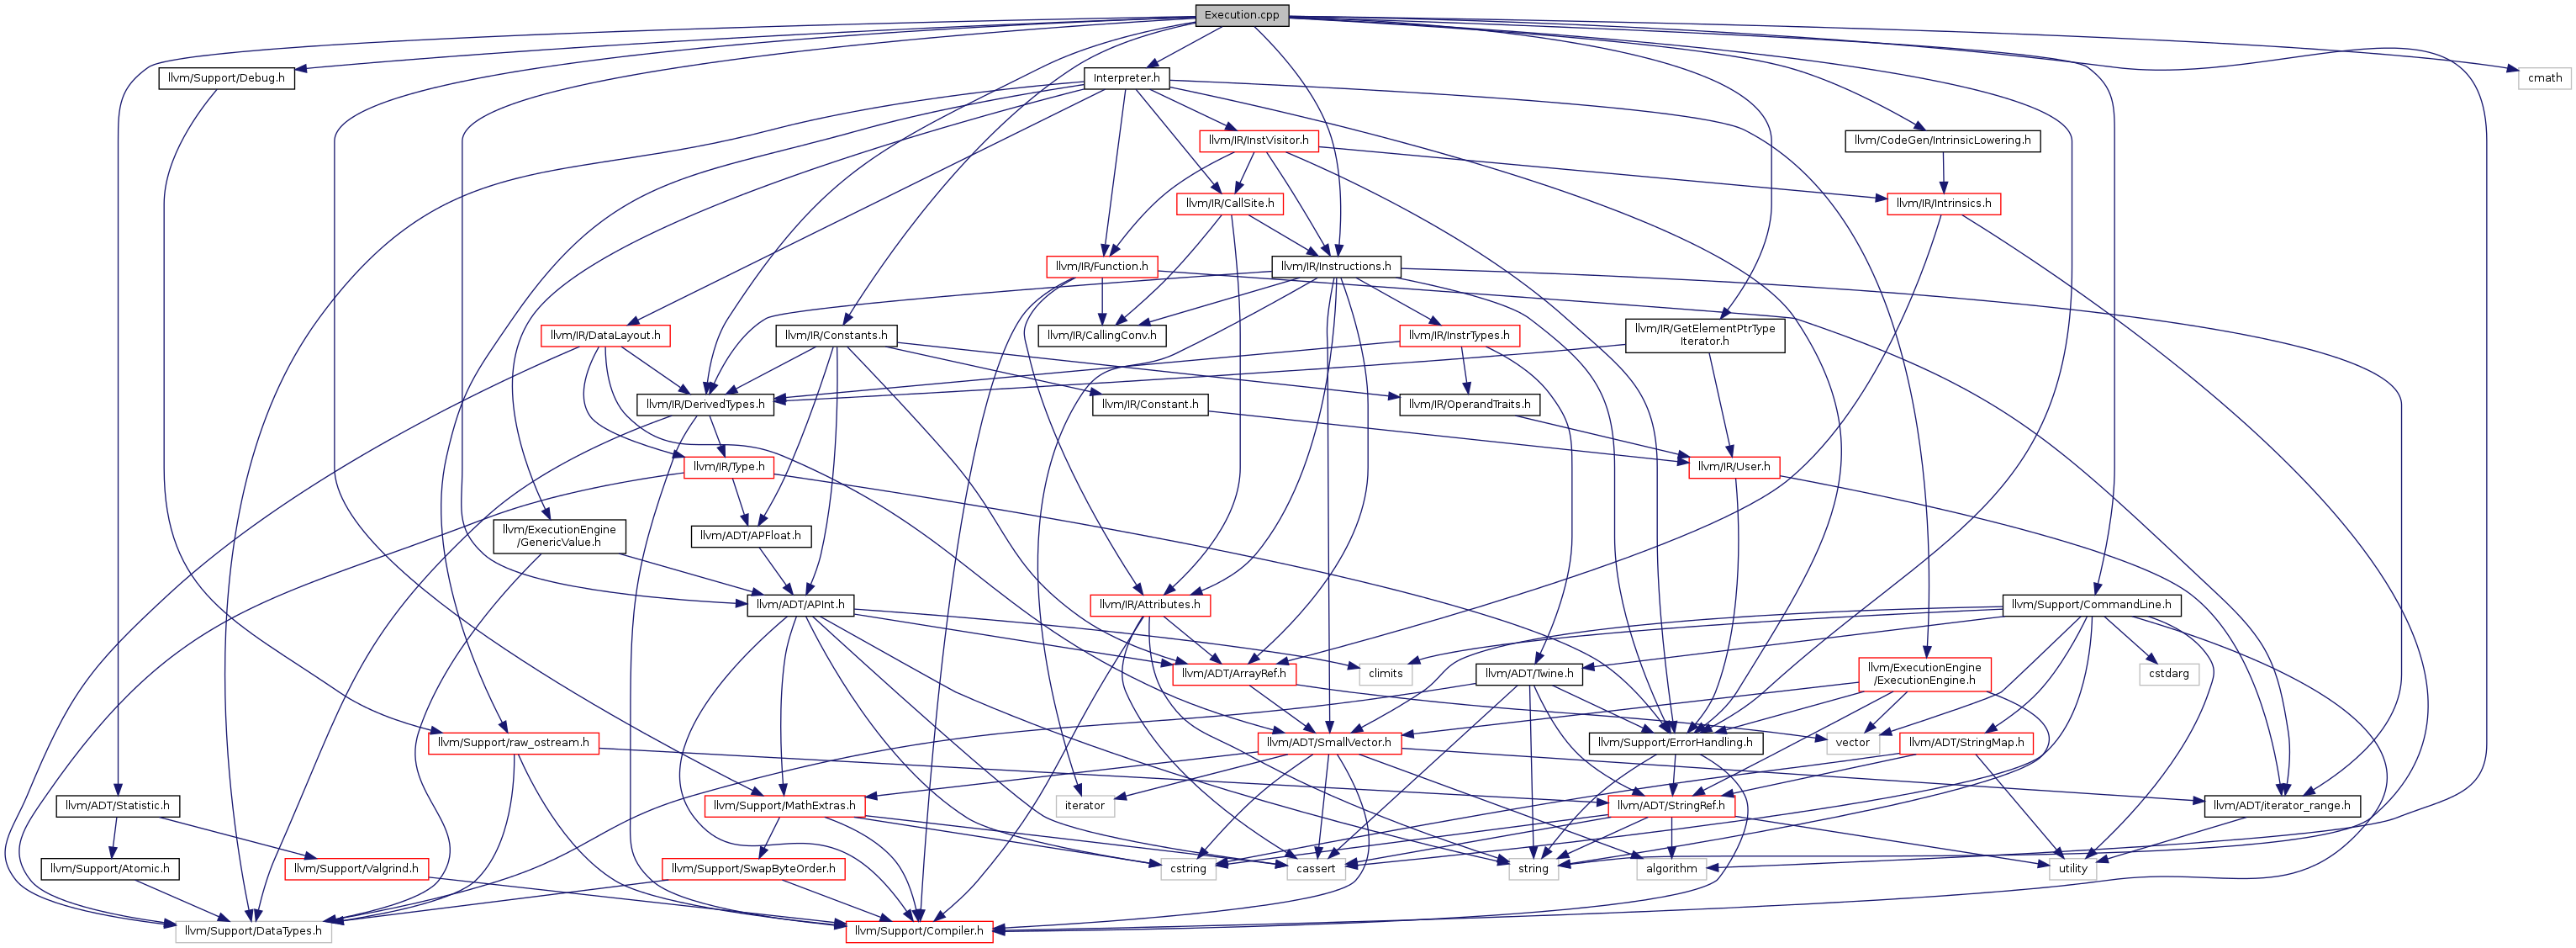 Execution.cpp
llvm/Support/Debug.h
Interpreter.h
cmath
llvm/IR/InstVisitor.h
llvm/CodeGen/IntrinsicLowering.h
llvm/IR/CallSite.h
llvm/IR/Intrinsics.h
llvm/IR/Function.h
llvm/IR/Instructions.h
llvm/IR/DataLayout.h
llvm/IR/Constants.h
llvm/IR/CallingConv.h
llvm/IR/InstrTypes.h
llvm/IR/GetElementPtrType
Iterator.h
llvm/IR/DerivedTypes.h
llvm/IR/Constant.h
llvm/IR/OperandTraits.h
llvm/IR/Type.h
llvm/IR/User.h
llvm/ExecutionEngine
/GenericValue.h
llvm/ADT/APFloat.h
llvm/ADT/APInt.h
llvm/IR/Attributes.h
llvm/Support/CommandLine.h
llvm/ADT/ArrayRef.h
climits
llvm/ADT/Twine.h
llvm/ExecutionEngine
/ExecutionEngine.h
cstdarg
llvm/Support/raw_ostream.h
llvm/ADT/SmallVector.h
llvm/Support/ErrorHandling.h
vector
llvm/ADT/StringMap.h
llvm/ADT/Statistic.h
llvm/Support/MathExtras.h
iterator
llvm/ADT/StringRef.h
llvm/ADT/iterator_range.h
llvm/Support/Atomic.h
llvm/Support/Valgrind.h
llvm/Support/SwapByteOrder.h
cstring
cassert
string
algorithm
utility
llvm/Support/DataTypes.h
llvm/Support/Compiler.h